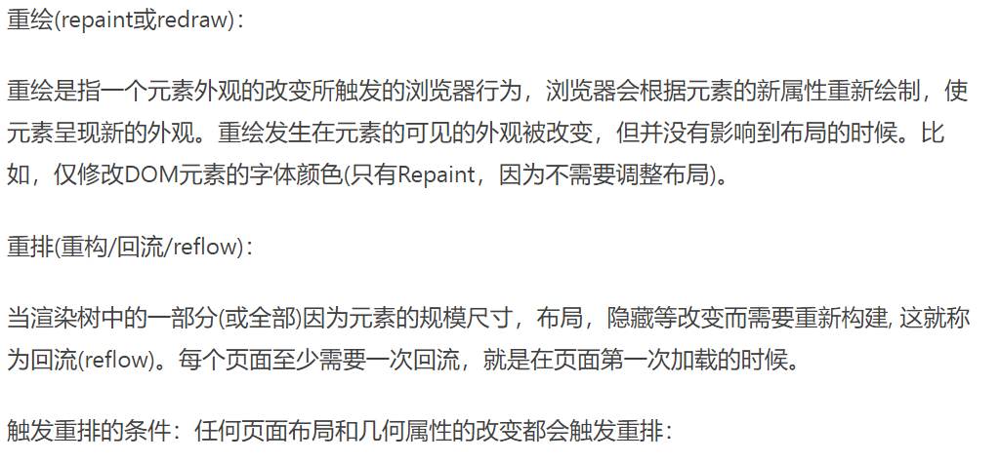 重绘(repaint或redraw)：
重绘是指一个元素外观的改变所触发的浏览器行为，浏览器会根据元素的新属性重新绘制，使
元素呈现新的外观。重绘发生在元素的可见的外观被改变，但并没有影响到布局的时候。比
如，仅修改DOM元素的字体颜色(只有Repaint，因为不需要调整布局)。
重排(重构/回流/reflow)：
当渲染树中的一部分(或全部)因为元素的规模尺寸，布局，隐藏等改变而需要重新构建, 这就称
为回流(reflow)。每个页面至少需要一次回流，就是在页面第一次加载的时候。
触发重排的条件：任何页面布局和几何属性的改变都会触发重排：